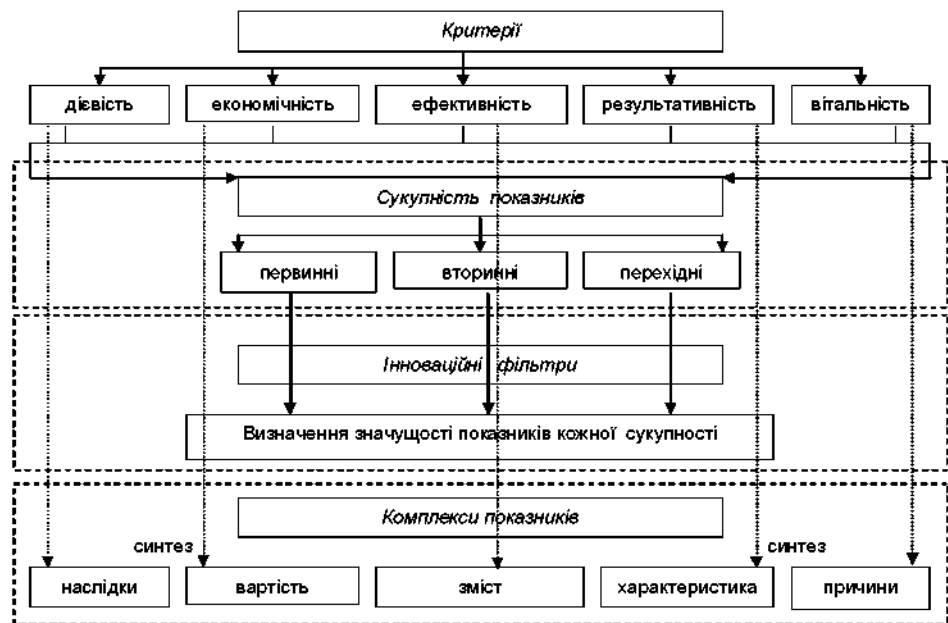 Критерії
дієвість
економічність
ефективність
результативність
вітальність
Сукупність показників
первинні
вторинні
перехідні
Інноваційні фільтри
Визначення значущості показників кожної сукупності
Комплекси показників
синтез
синтез
наслідки
вартість
зміст
характеристика
причини